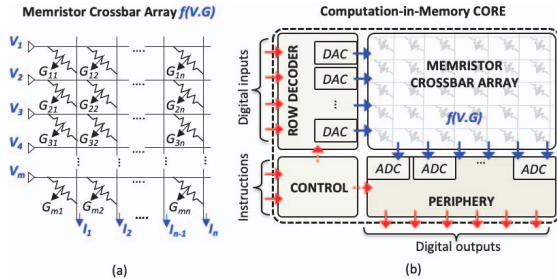 Memristor Crossbar Array f(V.G)
V1
G11 G12 .... G1n
V2
G21 G22 .... G2n
V3
G31 G32 .... G3n
V4
....
Vm
Gm1 Gm2 .... Gmn
I1 I2 In-1 In
(a)
Computation-in-Memory CORE
Digital inputs
ROW DECODER
DAC
DAC
...
DAC
MEMRISTOR
CROSSBAR ARRAY
f(V.G)
Instructions
CONTROL
ADC ADC ... ADC
PERIPHERY
Digital outputs
(b)